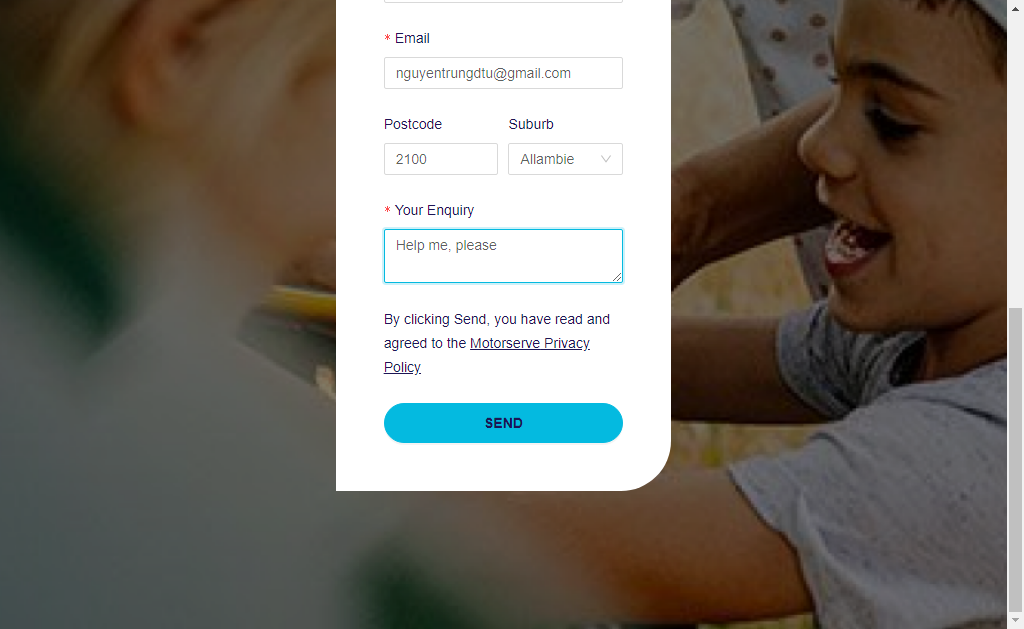 * Email
nguyentrungdtu@gmail.com
Postcode Suburb
2100 Allambie
* Your Enquiry
Help me, please
By clicking Send, you have read and
agreed to the Motorserve Privacy
Policy
SEND